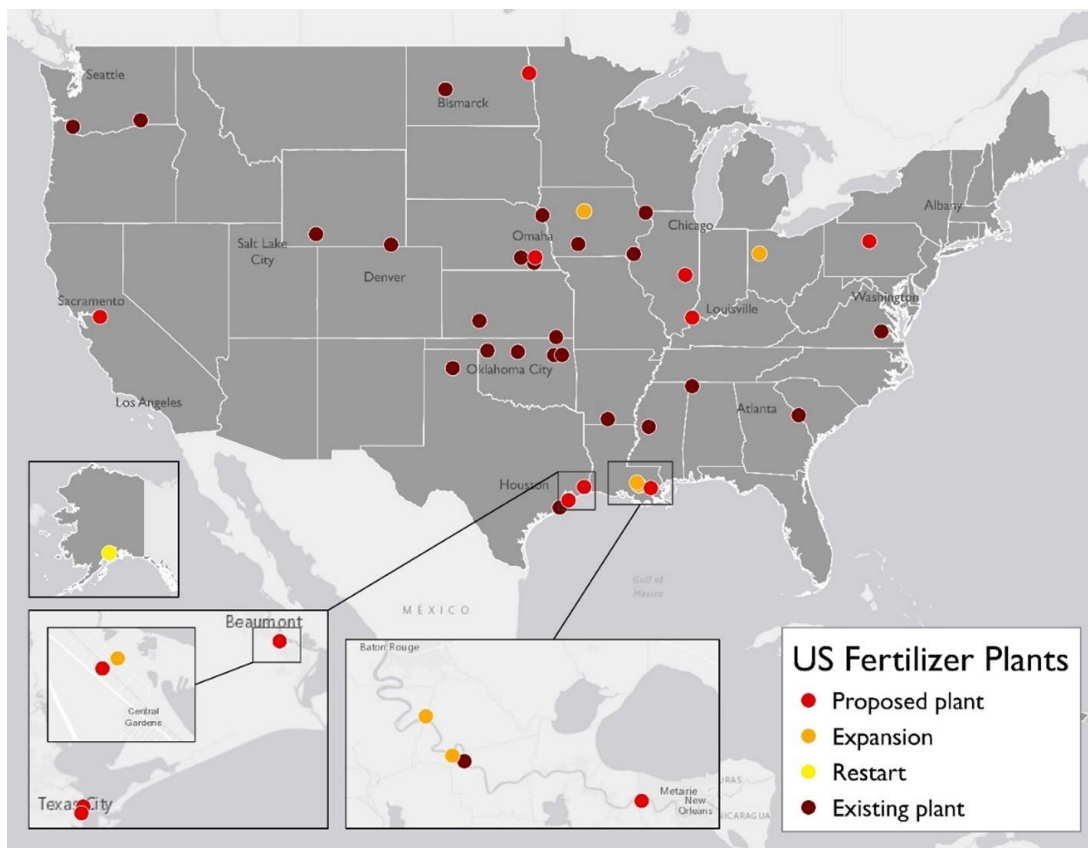 Seattle
Bismarck
Albany
Chicago
Omaha
Salt Lake
City
Denver
Sacramento
Louisville
Washington
Oklahoma City
Los Angeles
Atlanta
Houston
Gulf of
Mexico
MÉXICO
Beaumont
Central
Gardens
Texas City
Baton Rouge
Metairie
New
Orleans
URAS
NICARAGUA
US Fertilizer Plants
Proposed plant
Expansion
Restart
Existing plant